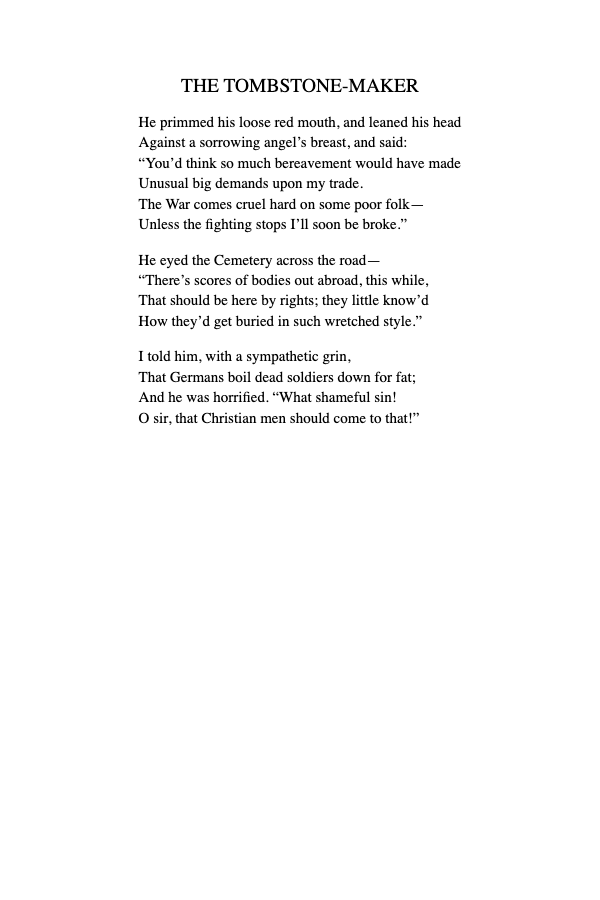 THE TOMBSTONE-MAKER
He primmed his loose red mouth, and leaned his head
Against a sorrowing angel’s breast, and said:
“You’d think so much bereavement would have made
Unusual big demands upon my trade.
The War comes cruel hard on some poor folk—
Unless the fighting stops I’ll soon be broke.”
He eyed the Cemetery across the road—
“There’s scores of bodies out abroad, this while,
That should be here by rights; they little know’d
How they’d get buried in such wretched style.”
I told him, with a sympathetic grin,
That Germans boil dead soldiers down for fat;
And he was horrified. “What shameful sin!
O sir, that Christian men should come to that!”